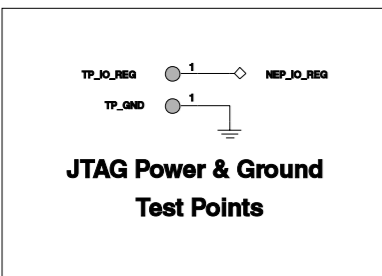 TP_IO_REG 1 NEP_IO_REG
TP_GND 1
JTAG Power & Ground
Test Points